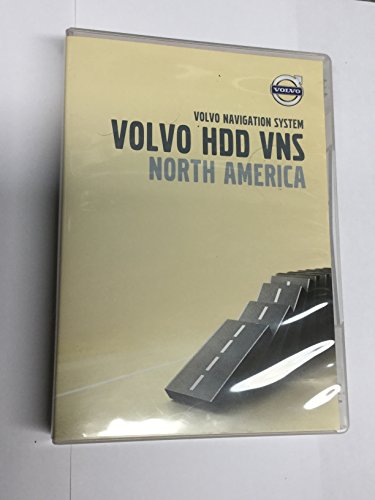 VOLVO
VOLVO NAVIGATION SYSTEM
VOLVO HDD VNS
NORTH AMERICA